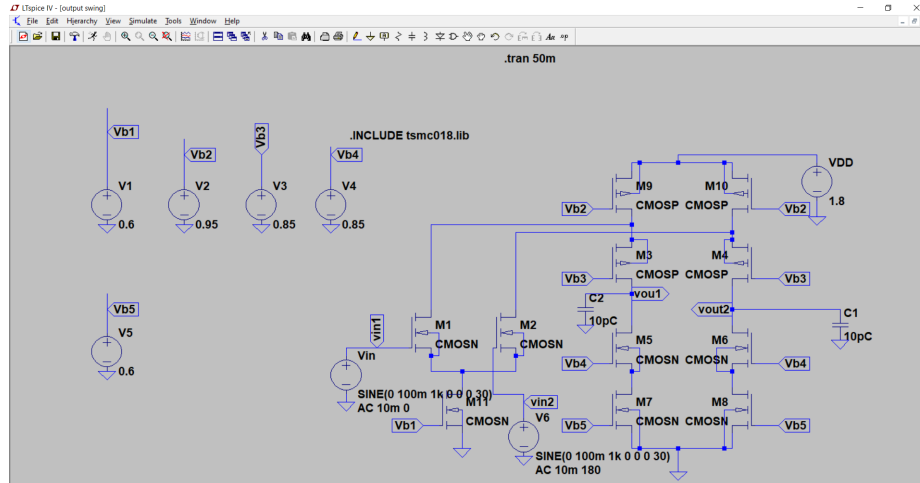 LTspice IV - [output swing]
File Edit Hierarchy View Simulate Tools Window Help
.tran 50m
.INCLUDE tsmc018.lib
Vb1
V1
0.6
Vb2
V2
0.95
Vb3
V3
0.85
Vb4
V4
0.85
Vb5
V5
0.6
VDD
1.8
M9
CMOSP
Vb2
M10
CMOSP
Vb2
M3
CMOSP
Vb3
M4
CMOSP
Vb3
C2
10pC
vou1
vout2
C1
10pC
M5
CMOSN
Vb4
M6
CMOSN
Vb4
M7
CMOSN
Vb5
M8
CMOSN
Vb5
vin1
M1
CMOSN
M2
CMOSN
Vin
SINE(0 100m 1k 0 0 0 30)
AC 10m 0
M11
CMOSN
Vb1
vin2
V6
SINE(0 100m 1k 0 0 0 30)
AC 10m 180